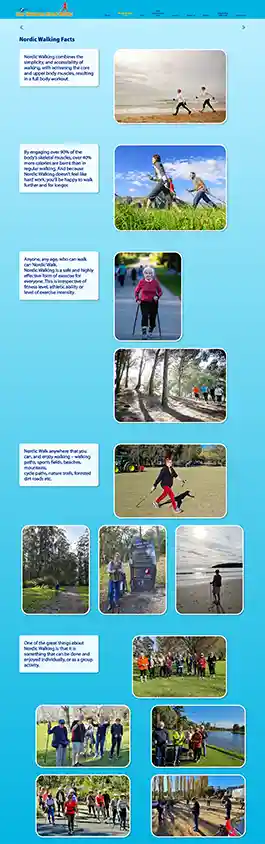 Nordic Walking Facts
Nordic Walking combines the
simplicity, and accessibility of
walking, with activating the core
and upper body muscles, resulting
in a full body workout
By engaging over 90% of the
body's skeletal muscles, over 40%
more calories are burnt than in
regular walking. And because
Nordic Walking doesn't feel like
hard work, you'll be happy to walk
further and for longer.
Anyone, any age, who can walk
can Nordic Walk.
Nordic Walking is a safe and highly
effective form of exercise for
everyone. This is irrespective of
fitness level, athletic ability or
level of exercise intensity.
Nordic Walk anywhere that you
can, and enjoy walking – walking
paths, sports fields, beaches,
mountains,
cycle paths, nature trails, forested
dirt roads etc.
One of the great things about
Nordic Walking is that it is
something that can be done and
enjoyed individually, or as a group
activity.